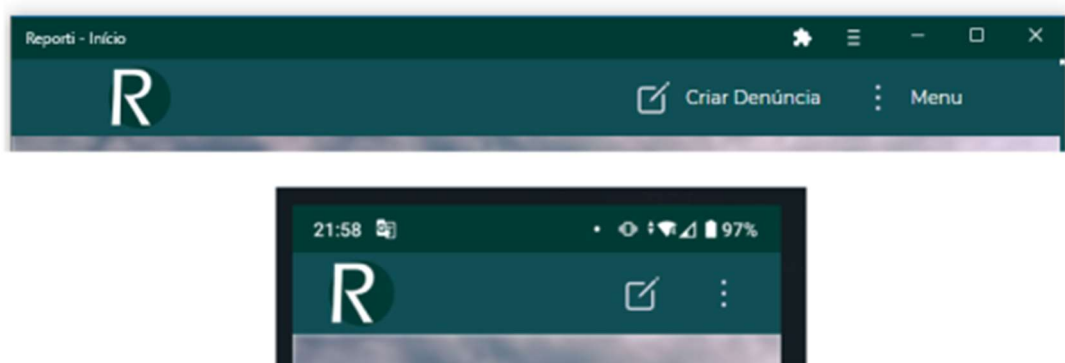 Reporti - Início
R
Criar Denúncia
Menu
21:58
97%
R